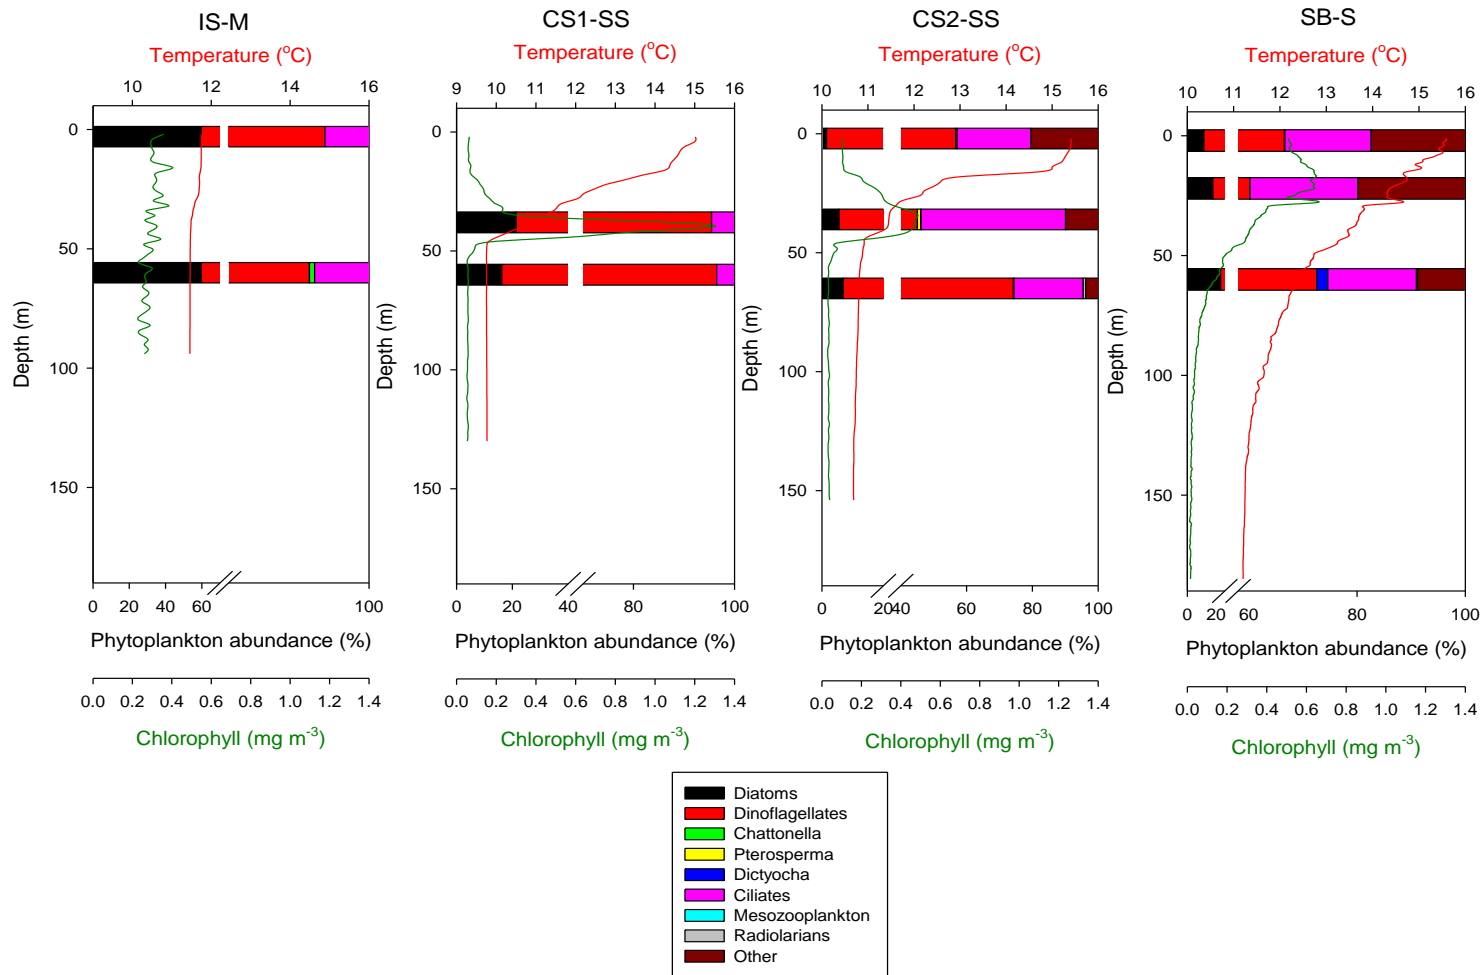 IS-M
Temperature (°C)
10 12 14 16
0
50
100
150
Depth (m)
0 20 40 60 100
Phytoplankton abundance (%)
0.0 0.2 0.4 0.6 0.8 1.0 1.2 1.4
Chlorophyll (mg m⁻³)
CS1-SS
Temperature (°C)
9 10 11 12 13 14 15 16
0
50
100
150
Depth (m)
0 20 40 80 100
Phytoplankton abundance (%)
0.0 0.2 0.4 0.6 0.8 1.0 1.2 1.4
Chlorophyll (mg m⁻³)
CS2-SS
Temperature (°C)
10 11 12 13 14 15 16
0
50
100
150
Depth (m)
0 20 40 60 80 100
Phytoplankton abundance (%)
0.0 0.2 0.4 0.6 0.8 1.0 1.2 1.4
Chlorophyll (mg m⁻³)
SB-S
Temperature (°C)
10 11 12 13 14 15 16
0
50
100
150
Depth (m)
0 20 60 80 100
Phytoplankton abundance (%)
0.0 0.2 0.4 0.6 0.8 1.0 1.2 1.4
Chlorophyll (mg m⁻³)
Diatoms
Dinoflagellates
Chattonella
Pterosperma
Dictyocha
Ciliates
Mesozooplankton
Radiolarians
Other